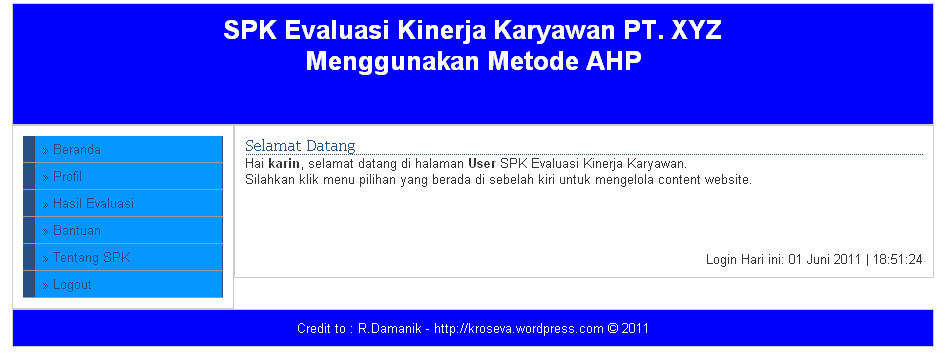 SPK Evaluasi Kinerja Karyawan PT. XYZ
Menggunakan Metode AHP
» Beranda
» Profil
» Hasil Evaluasi
» Bantuan
» Tentang SPK
» Logout
Selamat Datang
Hai karin, selamat datang di halaman User SPK Evaluasi Kinerja Karyawan.
Silahkan klik menu pilihan yang berada di sebelah kiri untuk mengelola content website.
Login Hari ini: 01 Juni 2011 | 18:51:24
Credit to : R.Damanik - http://kroseva.wordpress.com © 2011